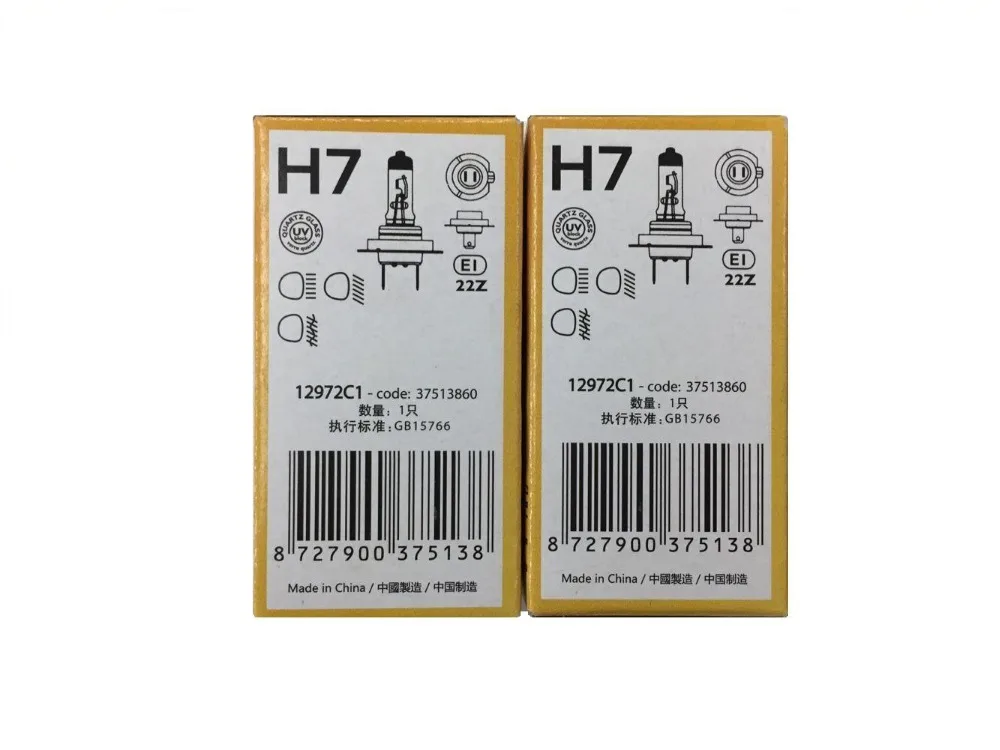 H7
QUARTZ GLASS
UV
block
E1
22Z
12972C1 - code: 37513860
数量：1只
执行标准：GB15766
8 727900 375138
Made in China / 中國製造 / 中国制造
H7
QUARTZ GLASS
UV
block
E1
22Z
12972C1 - code: 37513860
数量：1只
执行标准：GB15766
8 727900 375138
Made in China / 中國製造 / 中国制造